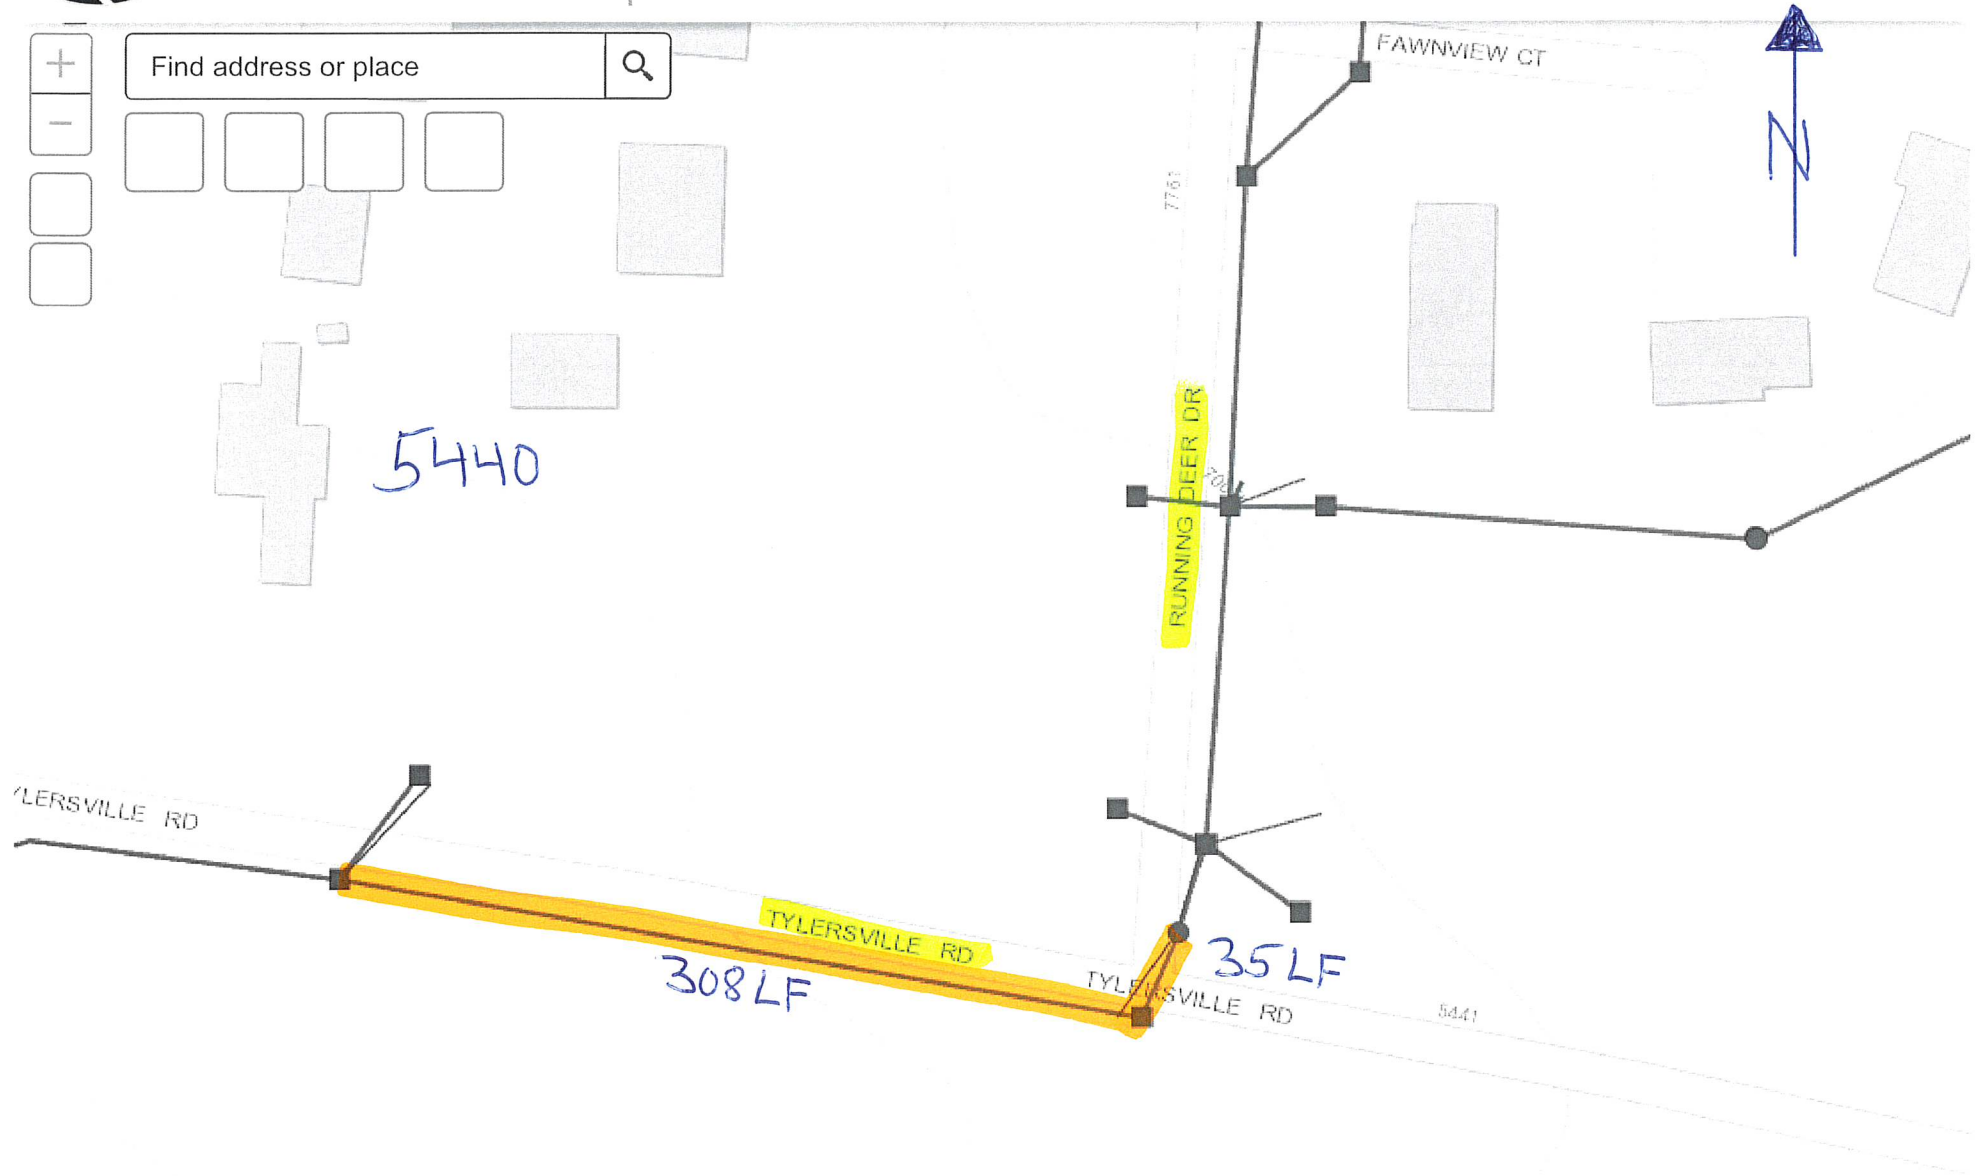 Find address or place
FAWNVIEW CT
N
7761
RUNNING DEER DR
5440
YLERSVILLE RD
TYLERSVILLE RD
308LF
35LF
TYLERSVILLE RD
5441